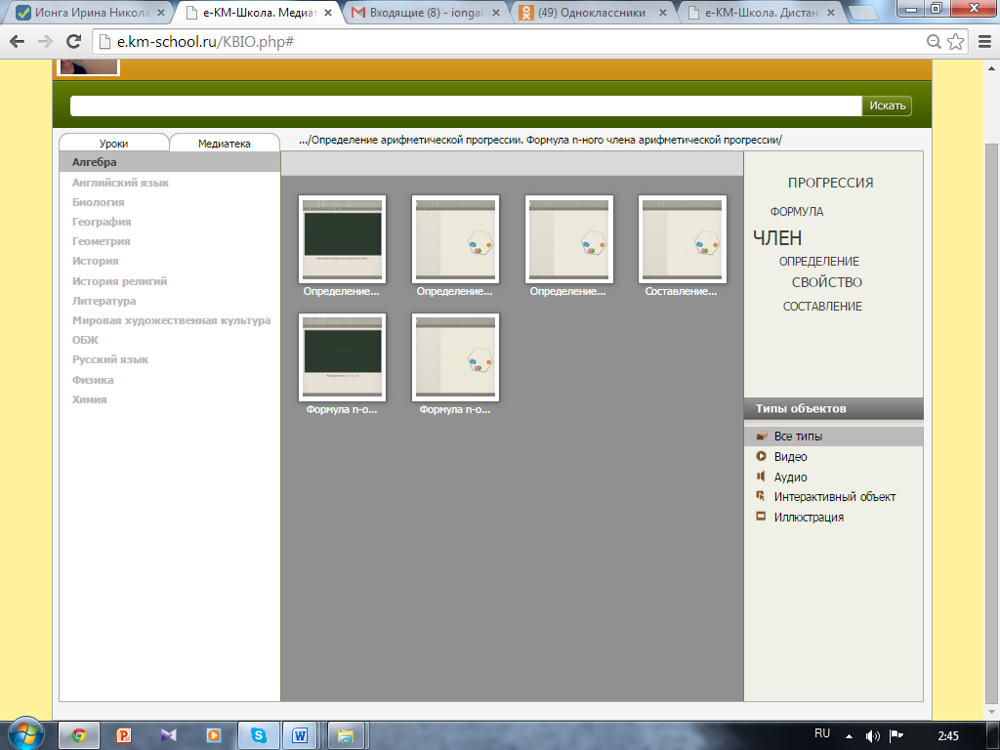 Ионга Ирина Никола
e-КМ-Школа. Медиат
Входящие (8) - iongai
(49) Одноклассники
e-КМ-Школа. Дистан
e.km-school.ru/KBIO.php#
Искать
Уроки
Медиатека
.../Определение арифметической прогрессии. Формула n-ного члена арифметической прогрессии/
Алгебра
Английский язык
Биология
География
Геометрия
История
История религий
Литература
Мировая художественная культура
ОБЖ
Русский язык
Физика
Химия
Определение...
Определение...
Определение...
Составление...
Формула n-о...
Формула n-о...
ПРОГРЕССИЯ
ФОРМУЛА
ЧЛЕН
ОПРЕДЕЛЕНИЕ
СВОЙСТВО
СОСТАВЛЕНИЕ
Типы объектов
Все типы
Видео
Аудио
Интерактивный объект
Иллюстрация
RU
2:45